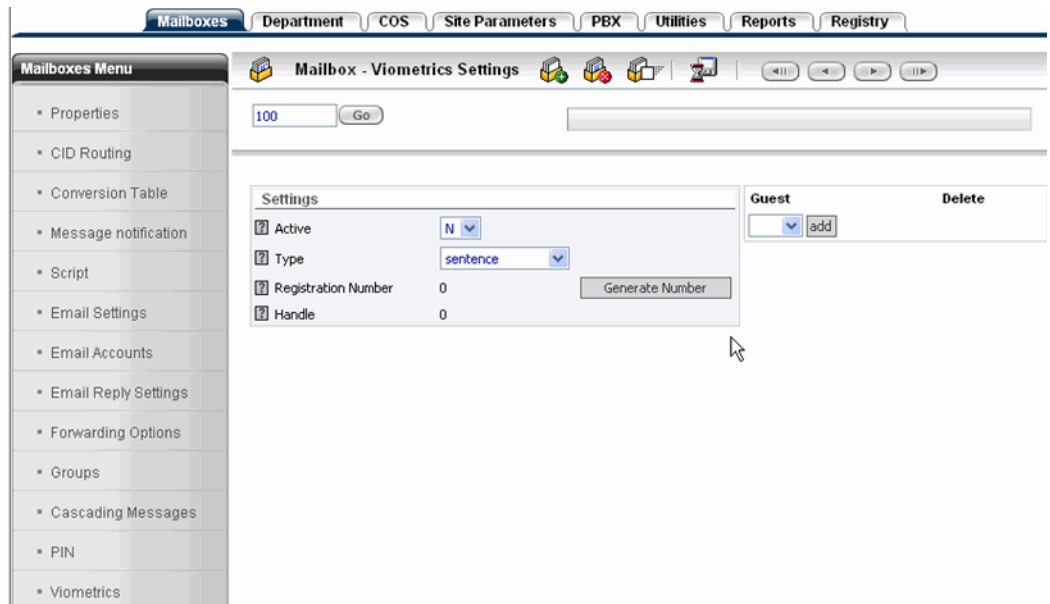 Mailboxes Department COS Site Parameters PBX Utilities Reports Registry
Mailboxes Menu
Mailbox - Viometrics Settings
Properties
CID Routing
Conversion Table
Message notification
Script
Email Settings
Email Accounts
Email Reply Settings
Forwarding Options
Groups
Cascading Messages
PIN
Viometrics
100 Go
Settings
? Active N
? Type sentence
? Registration Number 0 Generate Number
? Handle 0
Guest Delete
add